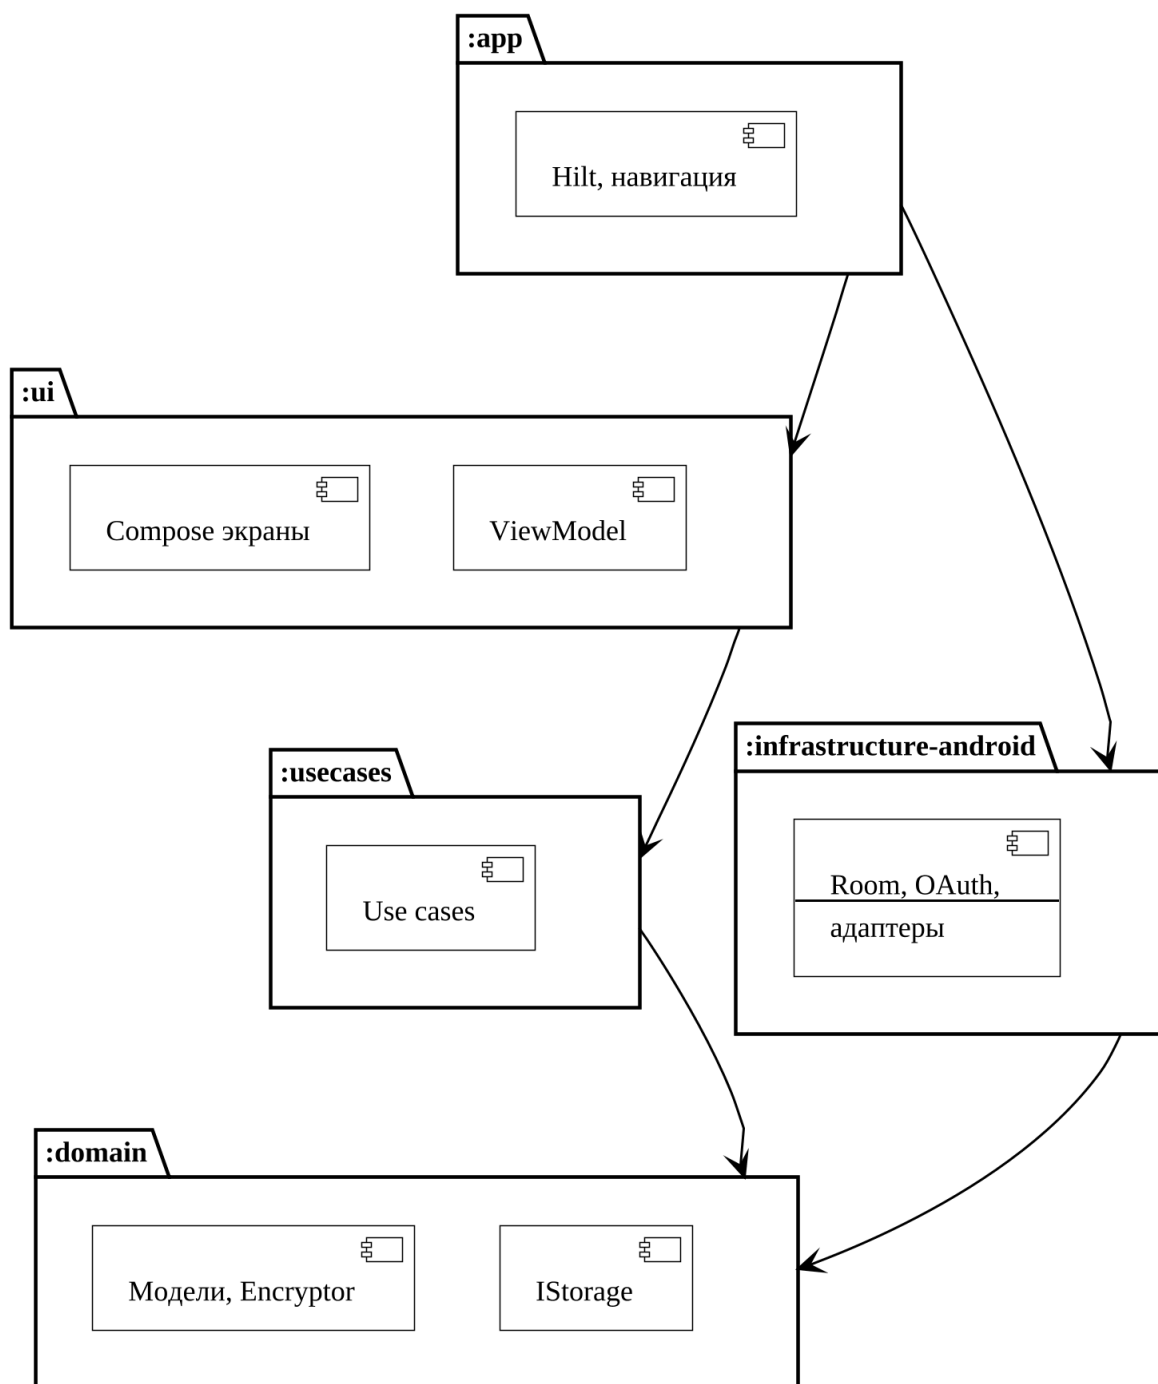 :app
Hilt, навигация
:ui
Compose экраны
ViewModel
:usecases
Use cases
:infrastructure-android
Room, OAuth,
адаптеры
:domain
Модели, Encryptor
IStorage